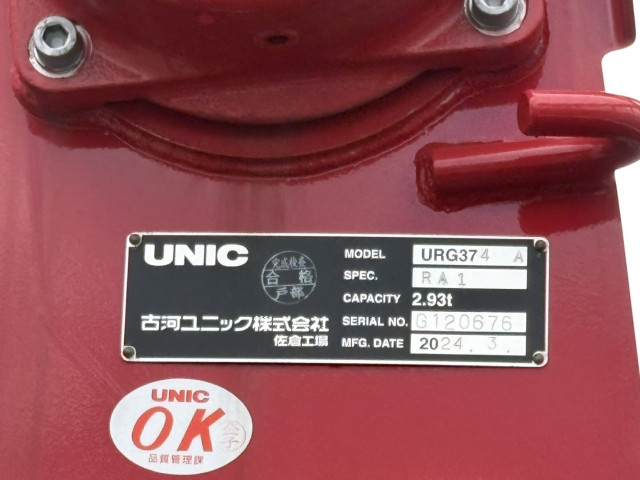 UNIC
完成検査
合格
戸部
古河ユニック株式会社
佐倉工場
MODEL URG374 A
SPEC. RA1
CAPACITY 2.93t
SERIAL NO. G120676
MFG. DATE 2024.3.
UNIC
OK
品質管理課